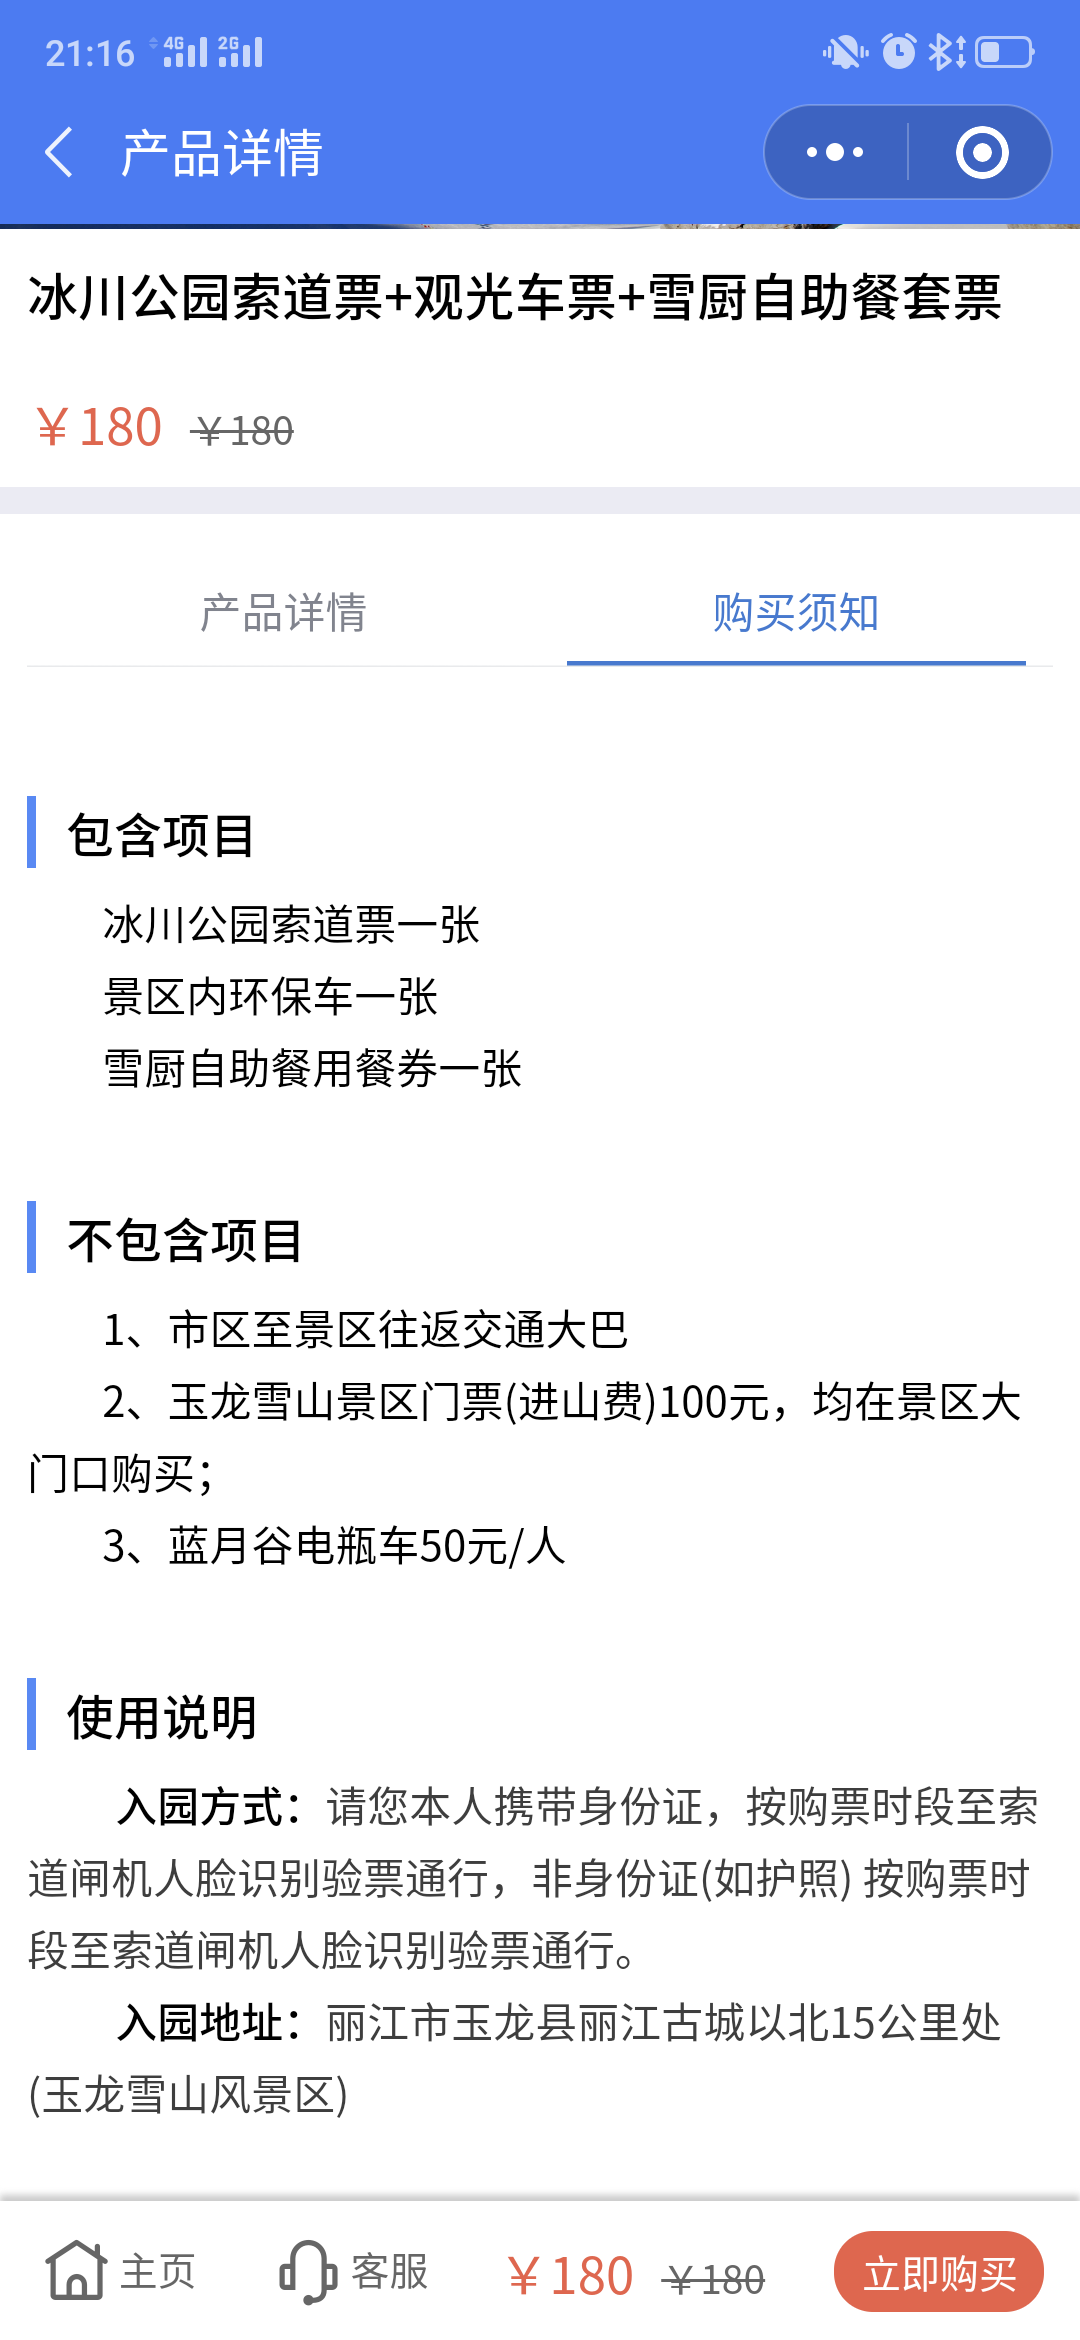 21:16 4G 2G
产品详情
冰川公园索道票+观光车票+雪厨自助餐套票
￥180 ￥180
产品详情 购买须知
包含项目
冰川公园索道票一张
景区内环保车一张
雪厨自助餐用餐券一张
不包含项目
1、市区至景区往返交通大巴
2、玉龙雪山景区门票(进山费)100元，均在景区大
门口购买；
3、蓝月谷电瓶车50元/人
使用说明
入园方式：请您本人携带身份证，按购票时段至索
道闸机人脸识别验票通行，非身份证(如护照) 按购票时
段至索道闸机人脸识别验票通行。
入园地址：丽江市玉龙县丽江古城以北15公里处
(玉龙雪山风景区)
主页 客服 ￥180 ￥180 立即购买